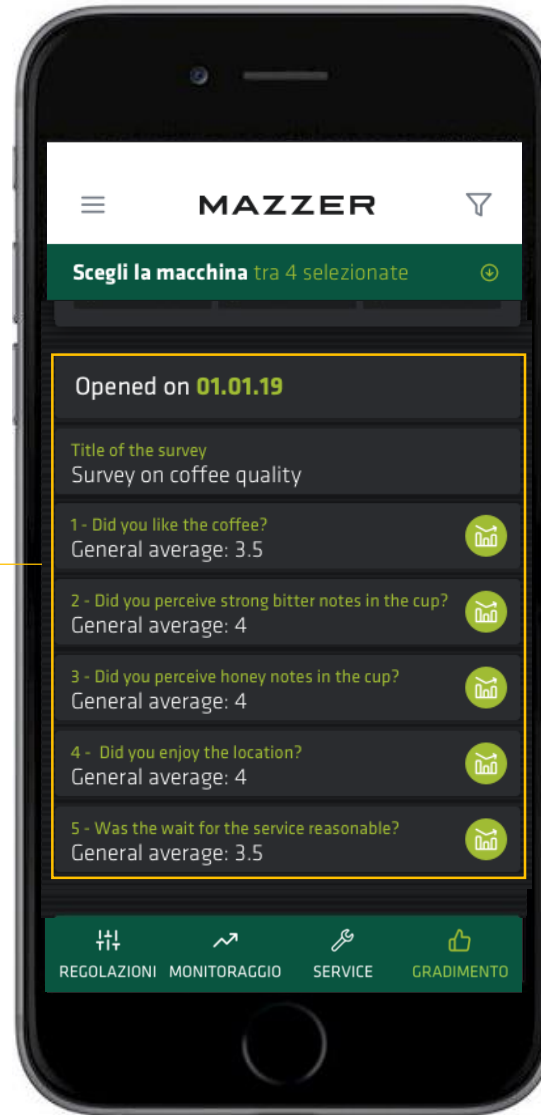 MAZZER
Scegli la macchina tra 4 selezionate
Opened on 01.01.19
Title of the survey
Survey on coffee quality
1 - Did you like the coffee?
General average: 3.5
2 - Did you perceive strong bitter notes in the cup?
General average: 4
3 - Did you perceive honey notes in the cup?
General average: 4
4 - Did you enjoy the location?
General average: 4
5 - Was the wait for the service reasonable?
General average: 3.5
REGOLAZIONI MONITORAGGIO SERVICE GRADIMENTO